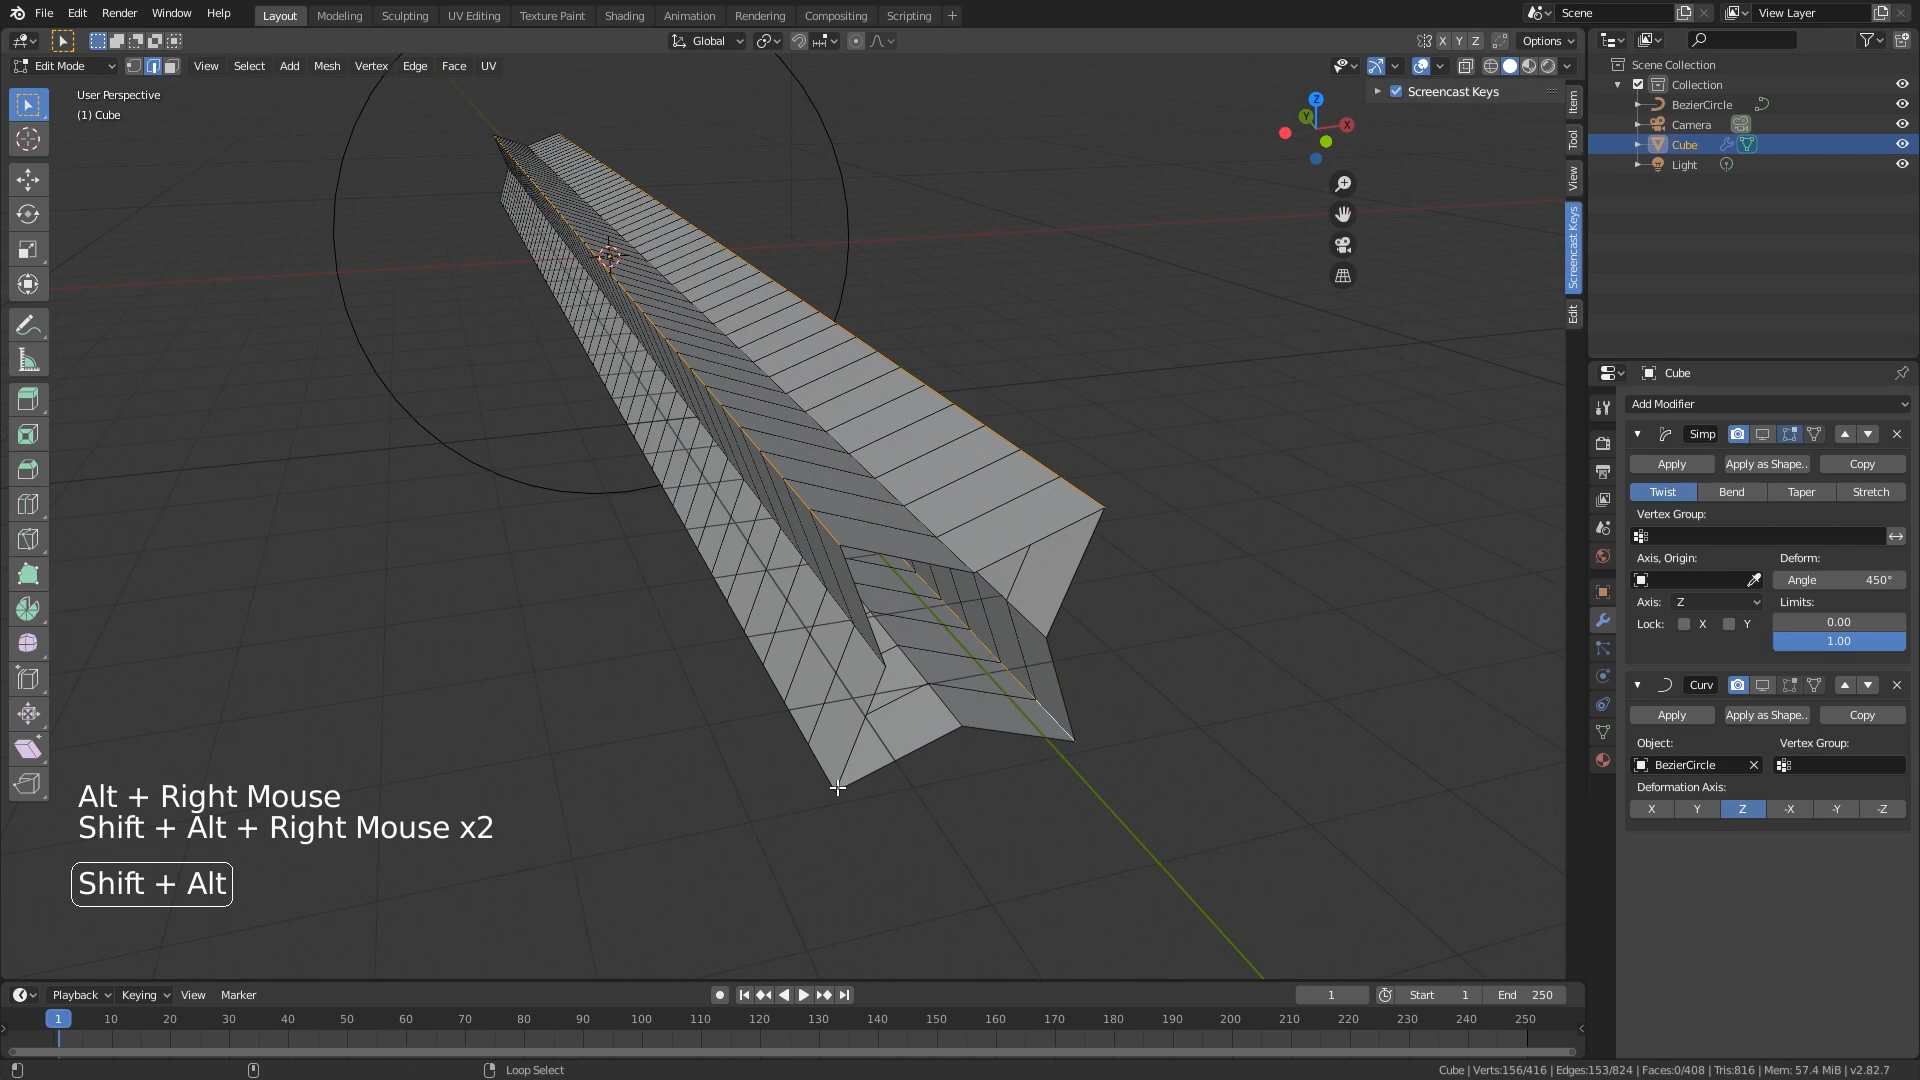 File Edit Render Window Help
Layout Modeling Sculpting UV Editing Texture Paint Shading Animation Rendering Compositing Scripting +
Scene
View Layer
Global
X Y Z
Options
Edit Mode
View Select Add Mesh Vertex Edge Face UV
User Perspective
(1) Cube
Screencast Keys
Z
Y
X
Item
Tool
View
Screencast Keys
Edit
Scene Collection
Collection
BezierCircle
Camera
Cube
Light
Cube
Add Modifier
Simp
Apply Apply as Shape.. Copy
Twist Bend Taper Stretch
Vertex Group:
Axis, Origin: Deform:
Angle 450°
Axis: Z Limits:
0.00
Lock: X Y
1.00
Curv
Apply Apply as Shape.. Copy
Object: Vertex Group:
BezierCircle
Deformation Axis:
X Y Z -X -Y -Z
Alt + Right Mouse
Shift + Alt + Right Mouse x2
Shift + Alt
Playback Keying View Marker
1
Start 1
End 250
1 10 20 30 40 50 60 70 80 90 100 110 120 130 140 150 160 170 180 190 200 210 220 230 240 250
Loop Select
Cube | Verts:156/416 | Edges:153/824 | Faces:0/408 | Tris:816 | Mem: 57.4 MiB | v2.82.7